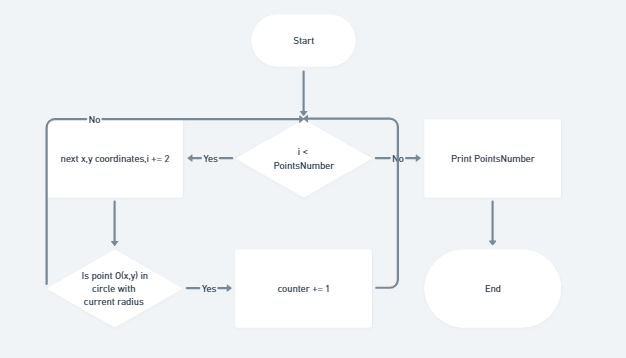 Start
No
next x,y coordinates,i += 2
Yes
i <
PointsNumber
No
Print PointsNumber
Is point O(x,y) in
circle with
current radius
Yes
counter += 1
End